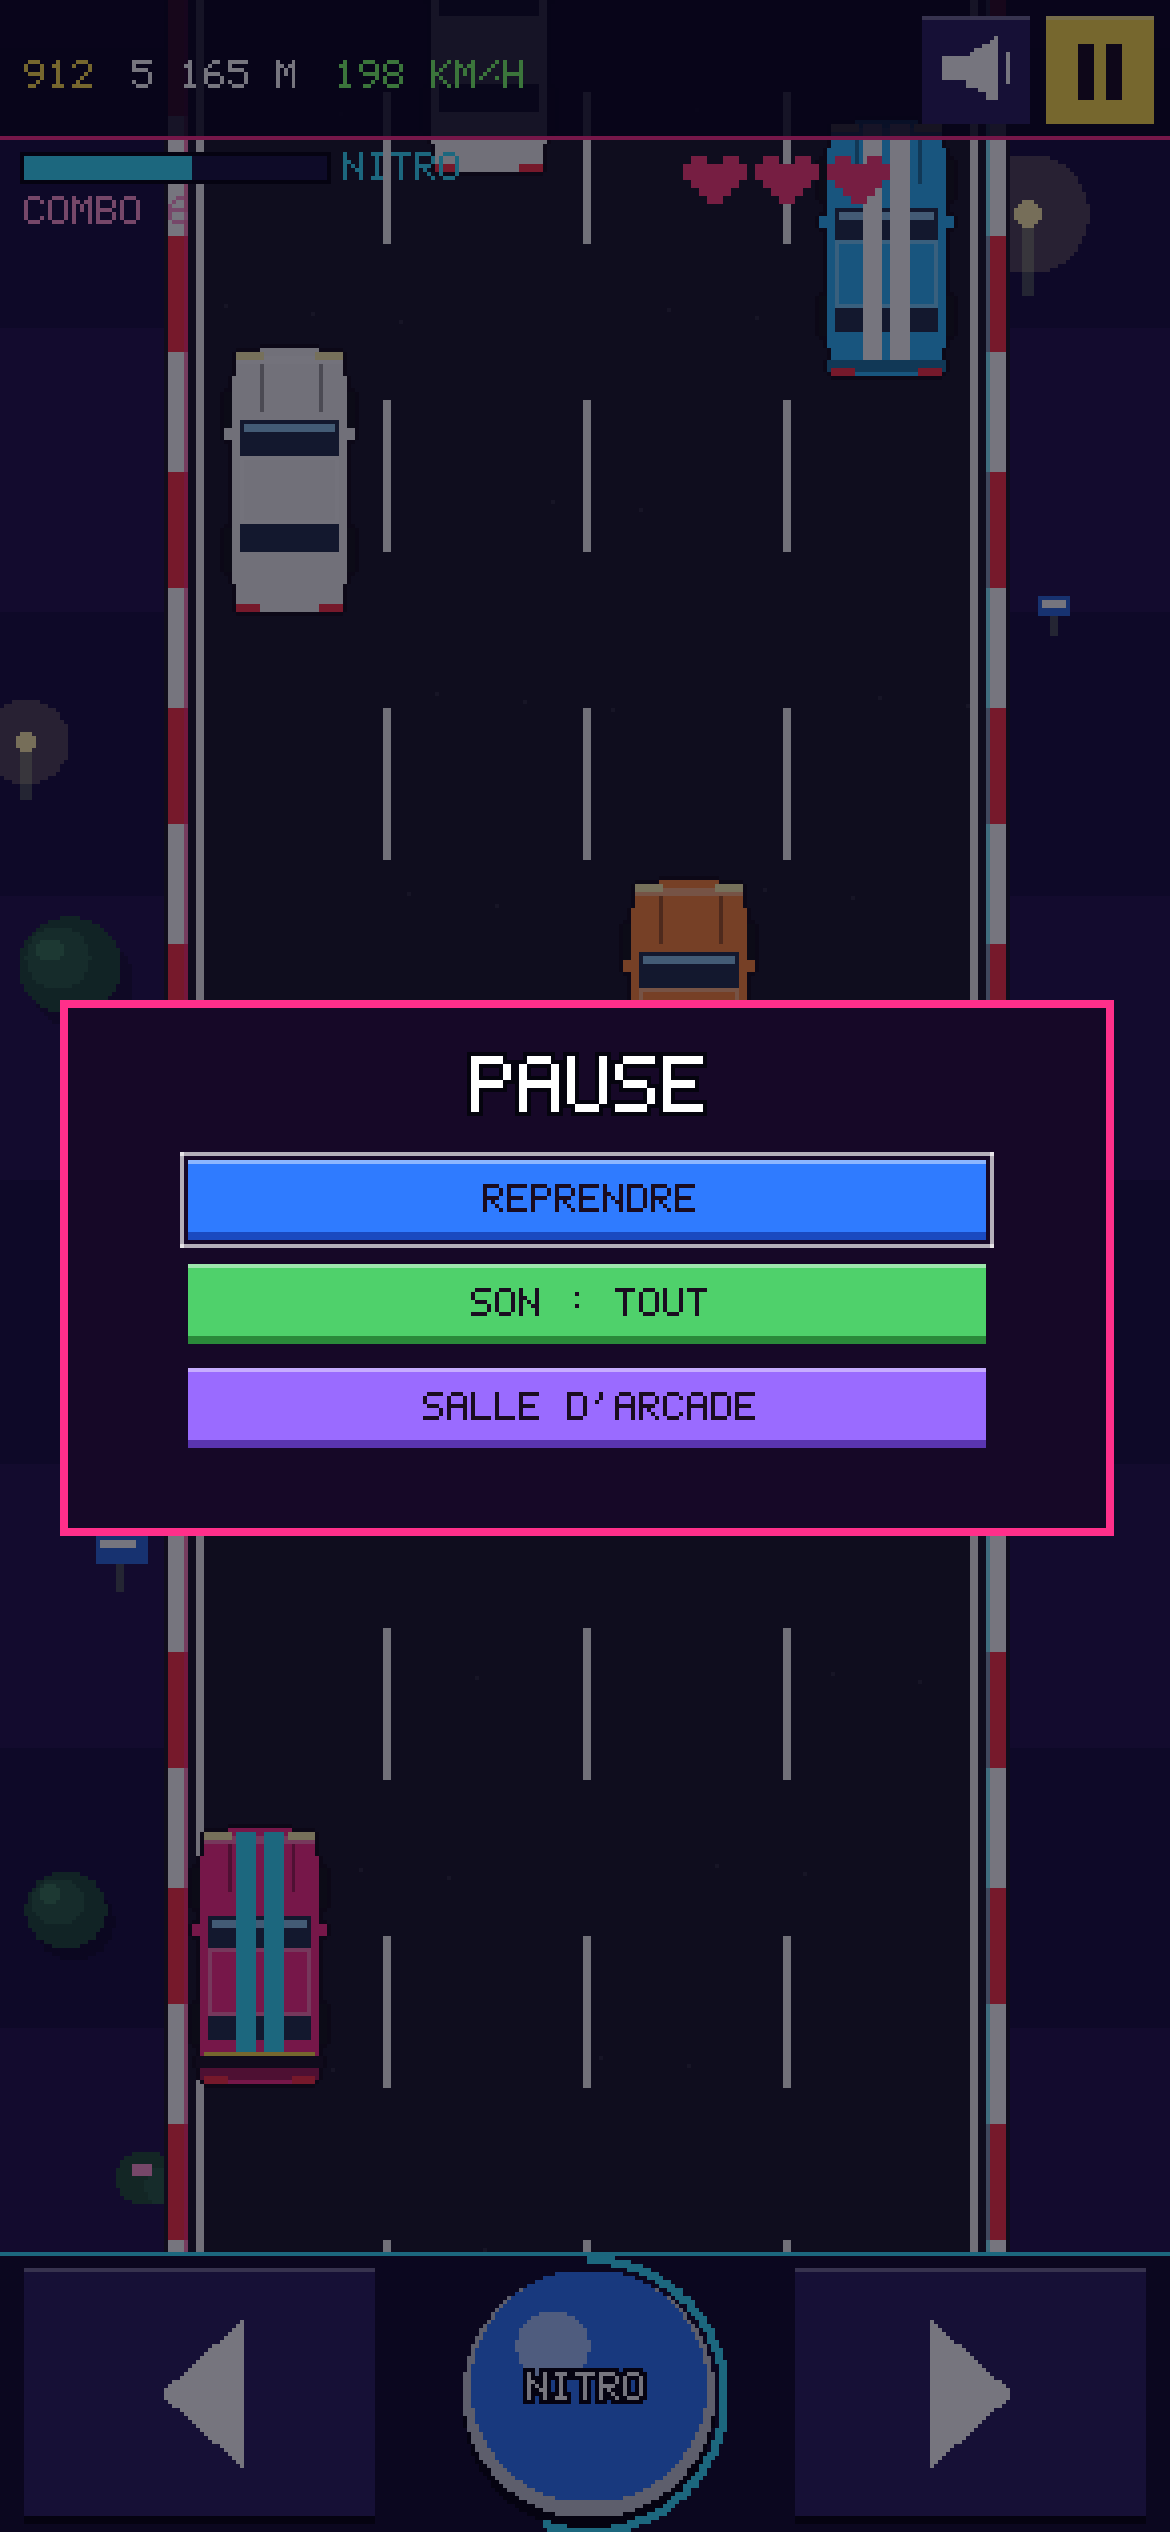 912 5 165 M 198 KM/H
NITRO
COMBO
PAUSE
REPRENDRE
SON : TOUT
SALLE D'ARCADE
NITRO